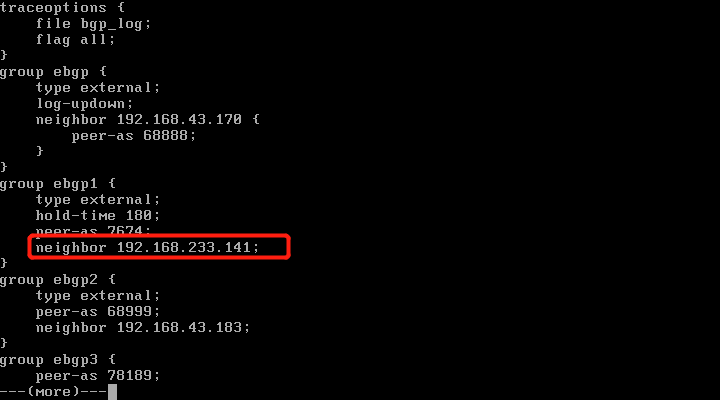 traceoptions {
    file bgp_log;
    flag all;
}
group ebgp {
    type external;
    log-updown;
    neighbor 192.168.43.170 {
        peer-as 68888;
    }
}
group ebgp1 {
    type external;
    hold-time 180;
    peer-as 7674;
    neighbor 192.168.233.141;
}
group ebgp2 {
    type external;
    peer-as 68999;
    neighbor 192.168.43.183;
}
group ebgp3 {
    peer-as 78189;
---(more)---